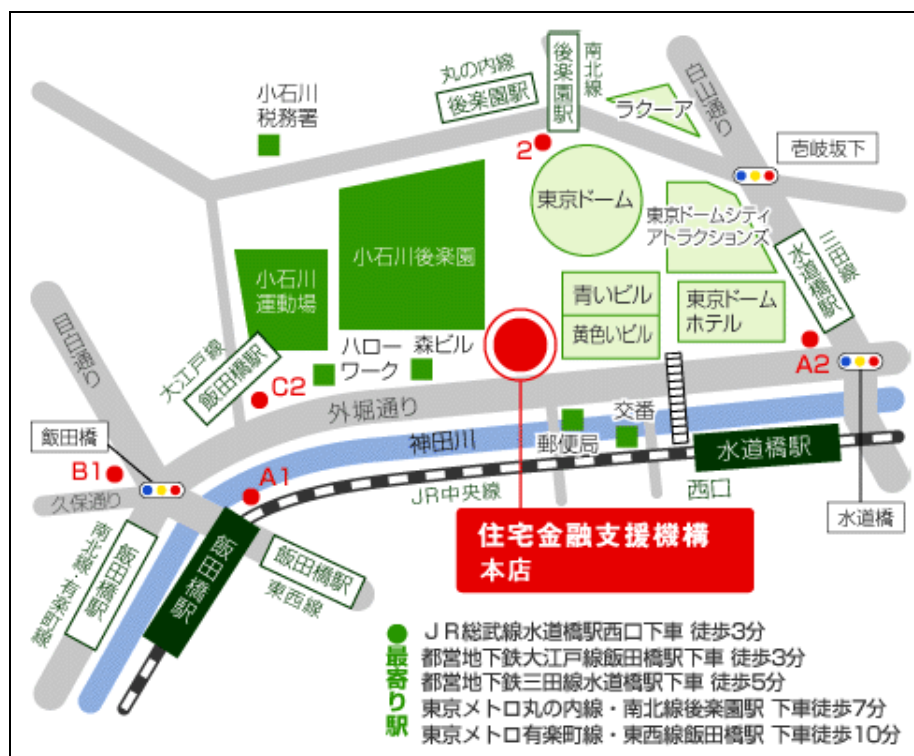 丸の内線
後楽園駅
後楽園駅
南北線
白山通り
ラクーア
小石川
税務署
2
壱岐坂下
東京ドーム
東京ドームシティ
アトラクションズ
小石川後楽園
水道橋駅
三田線
小石川
運動場
青いビル
黄色いビル
東京ドーム
ホテル
目白通り
大江戸線
飯田橋駅
C2
ハロー
ワーク
森ビル
A2
外堀通り
飯田橋
交番
郵便局
神田川
水道橋駅
B1
A1
久保通り
JR中央線
西口
水道橋
南北線・有楽町線
飯田橋駅
飯田橋駅
飯田橋駅
東西線
住宅金融支援機構
本店
●最寄り駅
JR総武線水道橋駅西口下車 徒歩3分
都営地下鉄大江戸線飯田橋駅下車 徒歩3分
都営地下鉄三田線水道橋駅下車 徒歩5分
東京メトロ丸の内線・南北線後楽園駅 下車徒歩7分
東京メトロ有楽町線・東西線飯田橋駅 下車徒歩10分